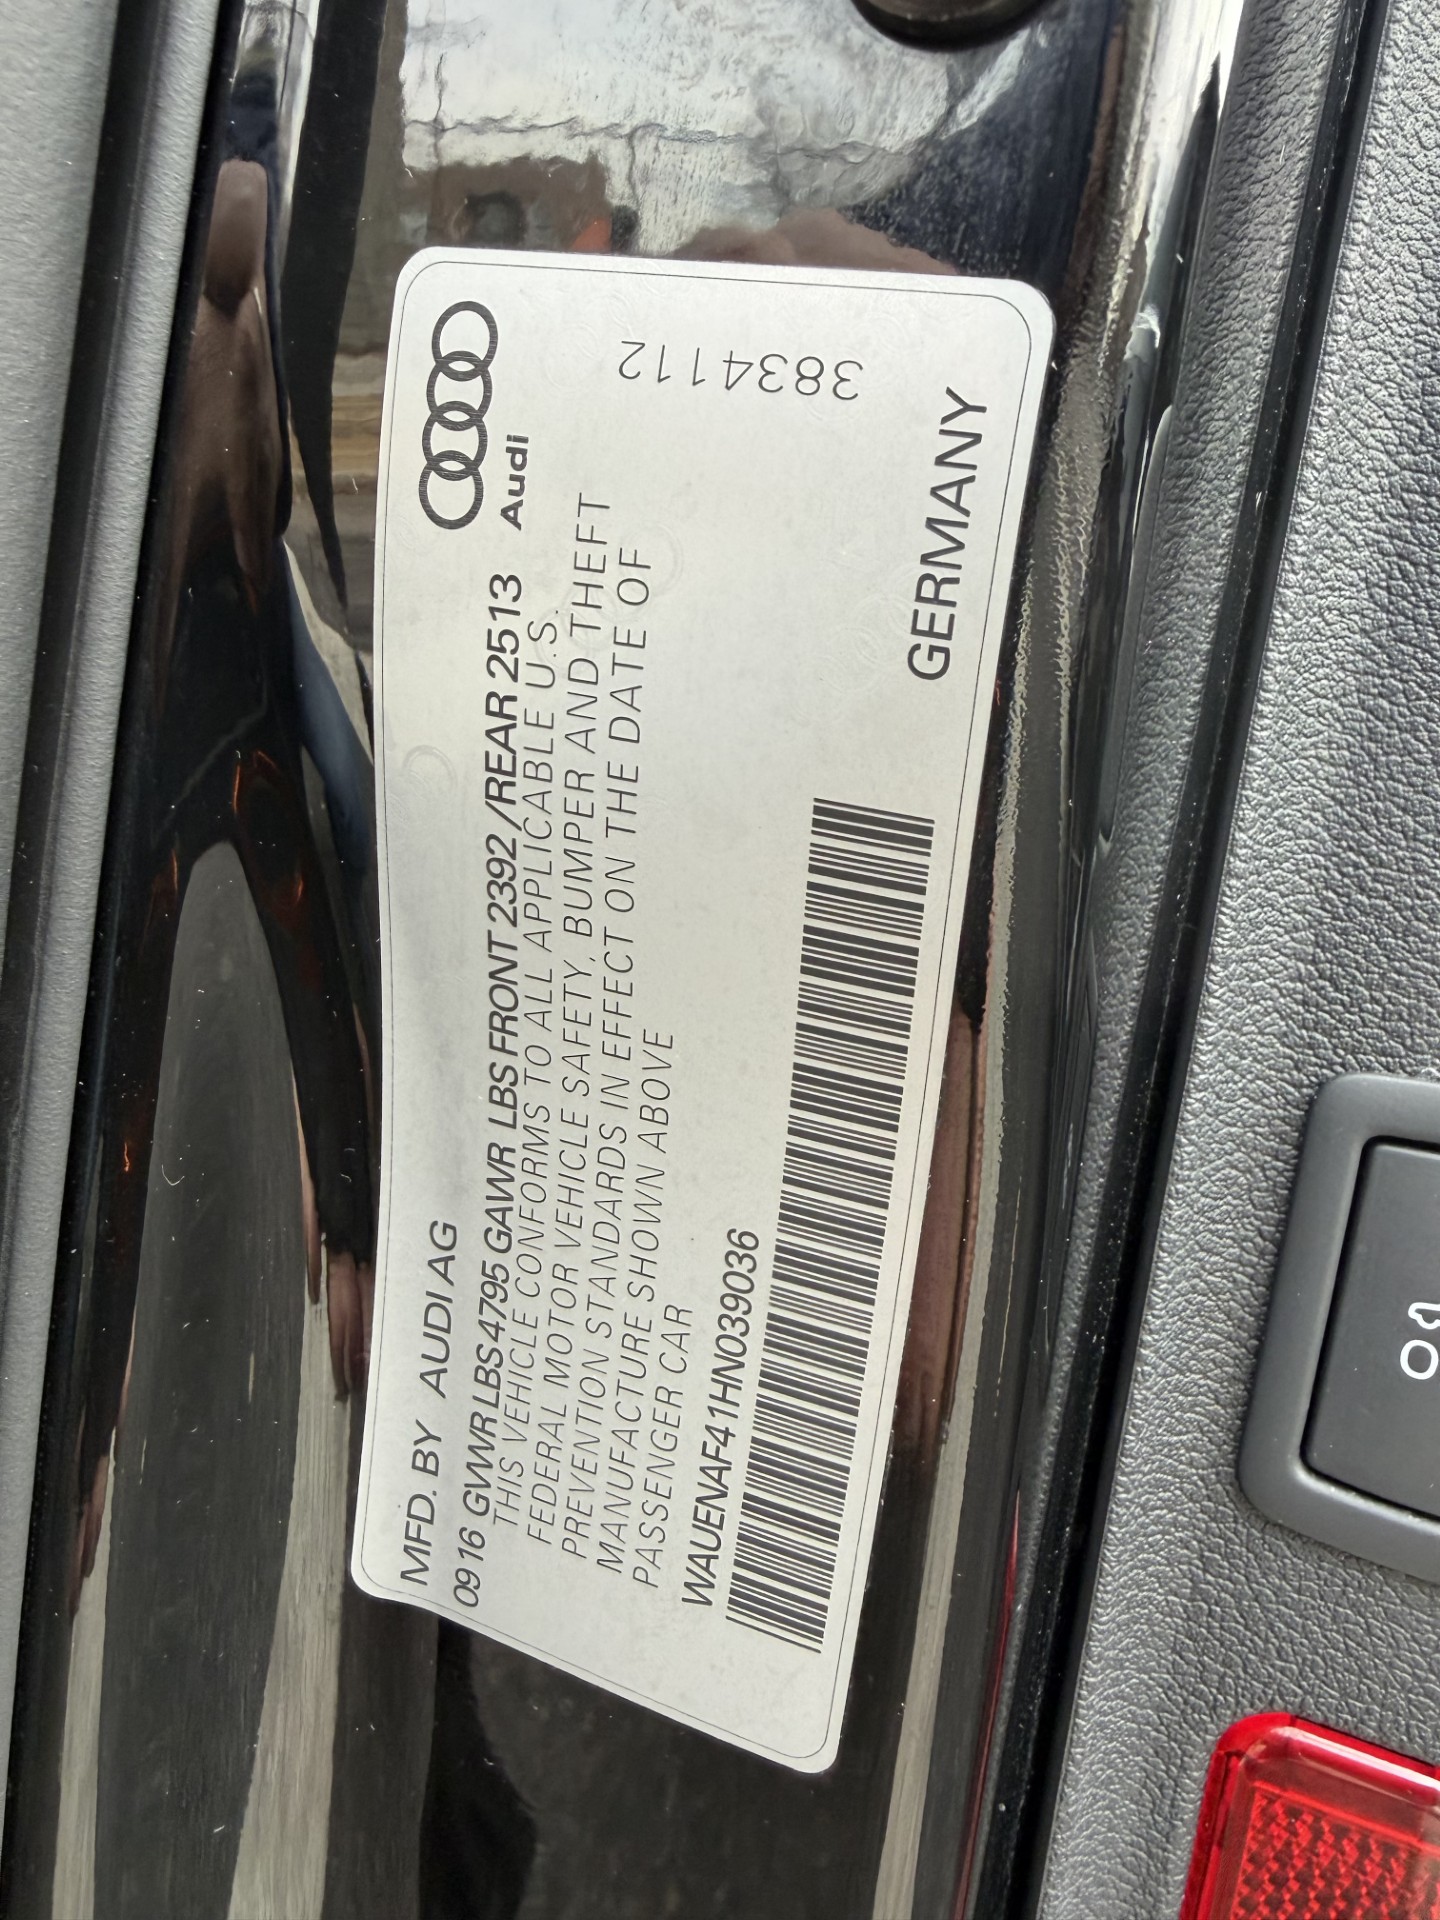 MFD. BY AUDI AG
Audi
09 16 GVWR LBS 4795 GAWR LBS FRONT 2392 /REAR 2513
THIS VEHICLE CONFORMS TO ALL APPLICABLE U.S.
FEDERAL MOTOR VEHICLE SAFETY, BUMPER AND THEFT
PREVENTION STANDARDS IN EFFECT ON THE DATE OF
MANUFACTURE SHOWN ABOVE
PASSENGER CAR
WAUENAF41HN039036
3834112
GERMANY